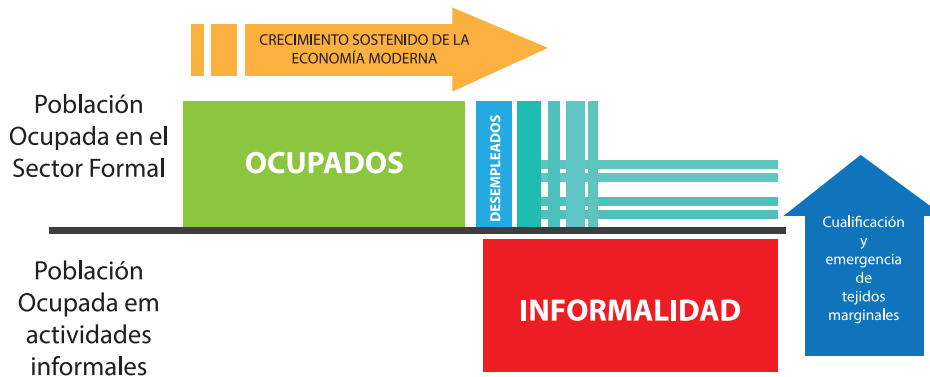 CRECIMIENTO SOSTENIDO DE LA
ECONOMÍA MODERNA
Población
Ocupada en el
Sector Formal
OCUPADOS
DESEMPLEADOS
Población
Ocupada em
actividades
informales
INFORMALIDAD
Cualificación
y
emergencia
de
tejidos
marginales